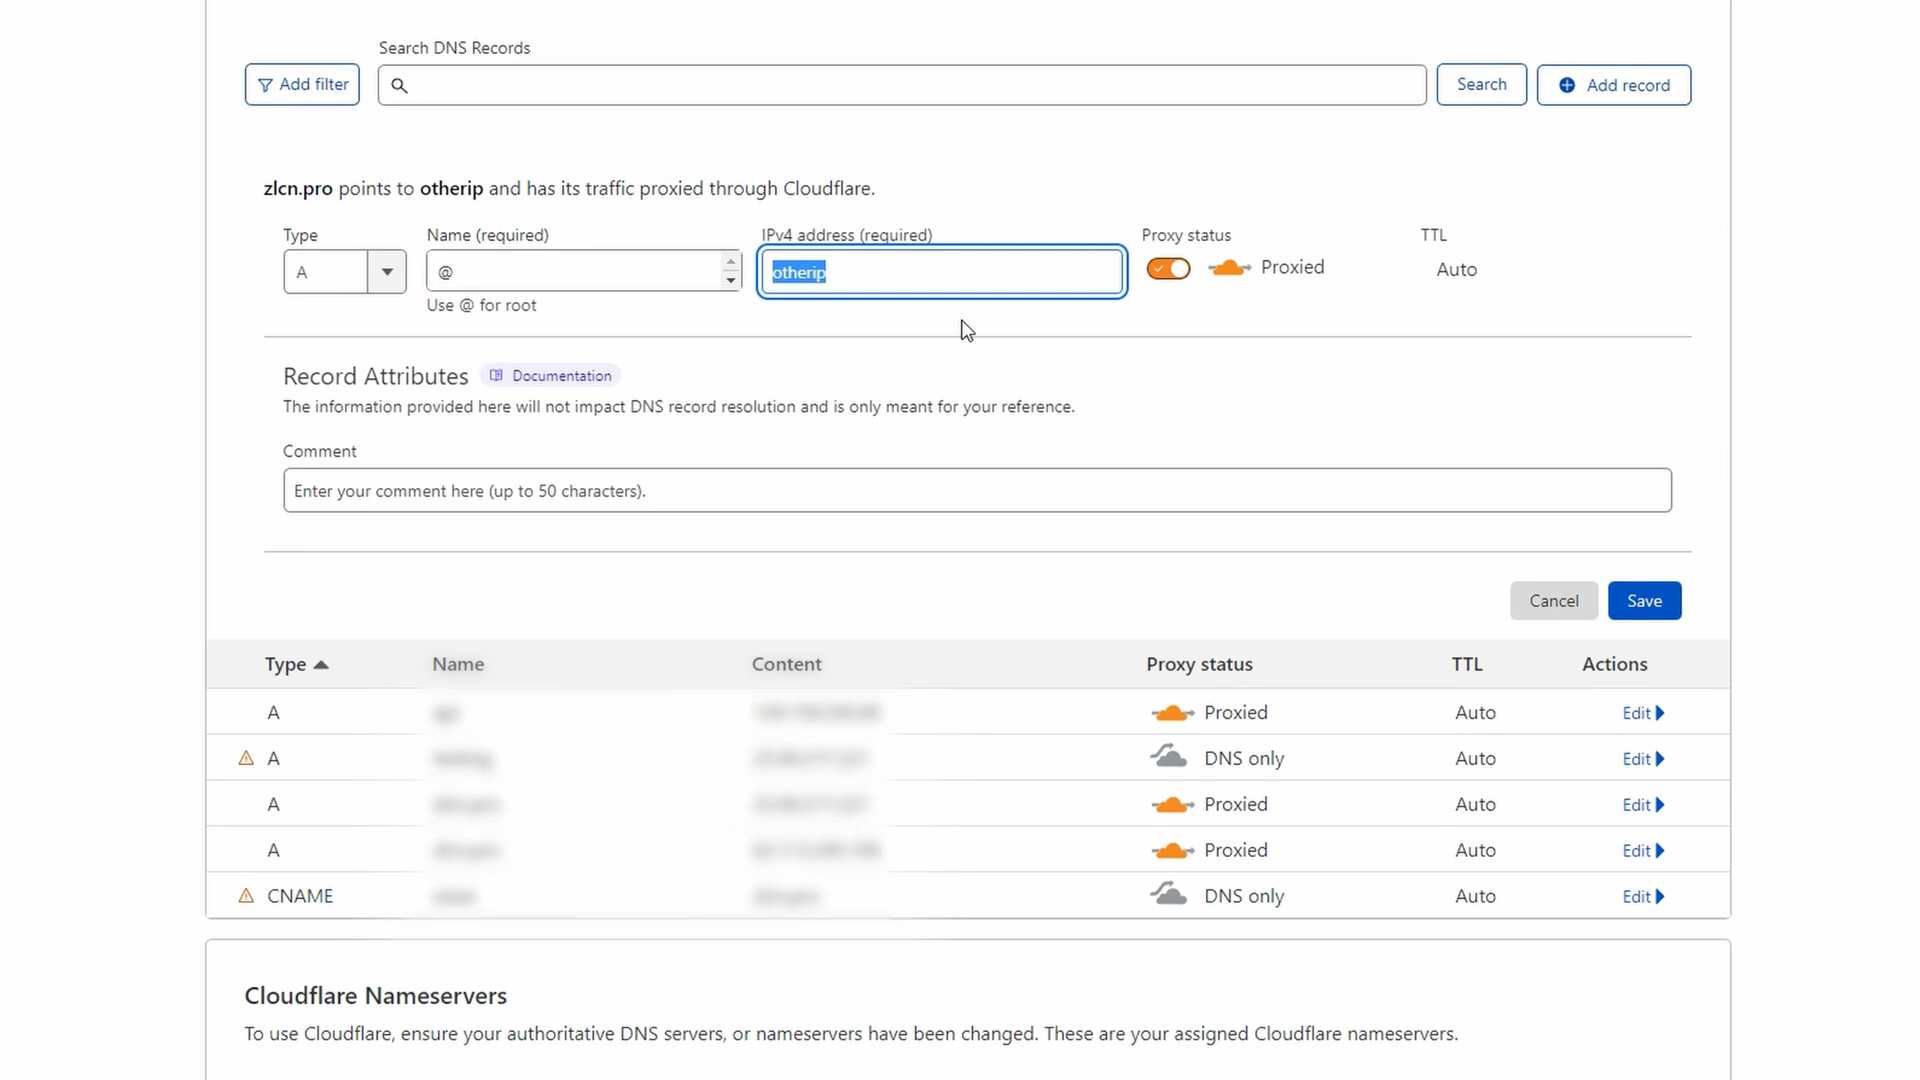 Search DNS Records
Add filter
Search
Add record
zlcn.pro points to otherip and has its traffic proxied through Cloudflare.
Type Name (required) IPv4 address (required) Proxy status TTL
A @ otherip Proxied Auto
Use @ for root
Record Attributes Documentation
The information provided here will not impact DNS record resolution and is only meant for your reference.
Comment
Enter your comment here (up to 50 characters).
Cancel Save
Type Name Content Proxy status TTL Actions
A Proxied Auto Edit
A DNS only Auto Edit
A Proxied Auto Edit
A Proxied Auto Edit
CNAME DNS only Auto Edit
Cloudflare Nameservers
To use Cloudflare, ensure your authoritative DNS servers, or nameservers have been changed. These are your assigned Cloudflare nameservers.